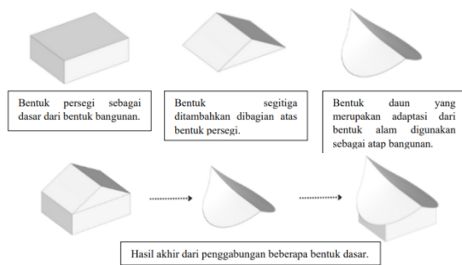 Bentuk persegi sebagai
dasar dari bentuk bangunan.
Bentuk segitiga
ditambahkan dibagian atas
bentuk persegi.
Bentuk daun yang
merupakan adaptasi dari
bentuk alam digunakan
sebagai atap bangunan.
Hasil akhir dari penggabungan beberapa bentuk dasar.